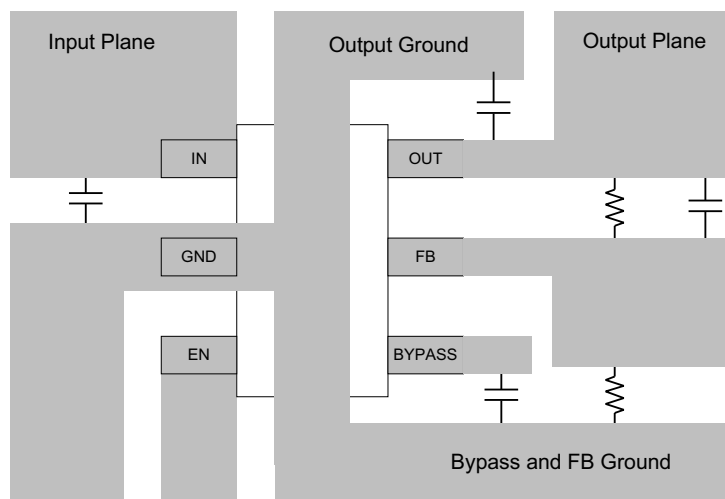 Input Plane
Output Ground
Output Plane
IN
OUT
GND
FB
EN
BYPASS
Bypass and FB Ground